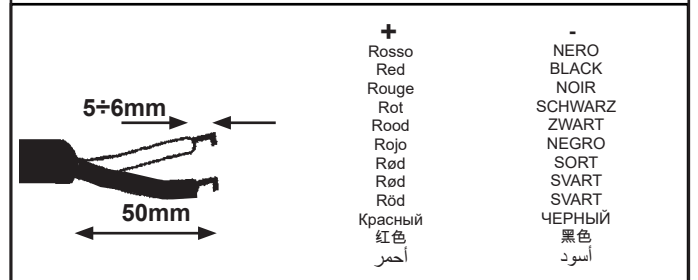 + -
Rosso NERO
Red BLACK
Rouge NOIR
Rot SCHWARZ
Rood ZWART
Rojo NEGRO
Rød SORT
Rød SVART
Röd SVART
Красный ЧЕРНЫЙ
红色 黑色
أحمر أسود
5÷6mm
50mm